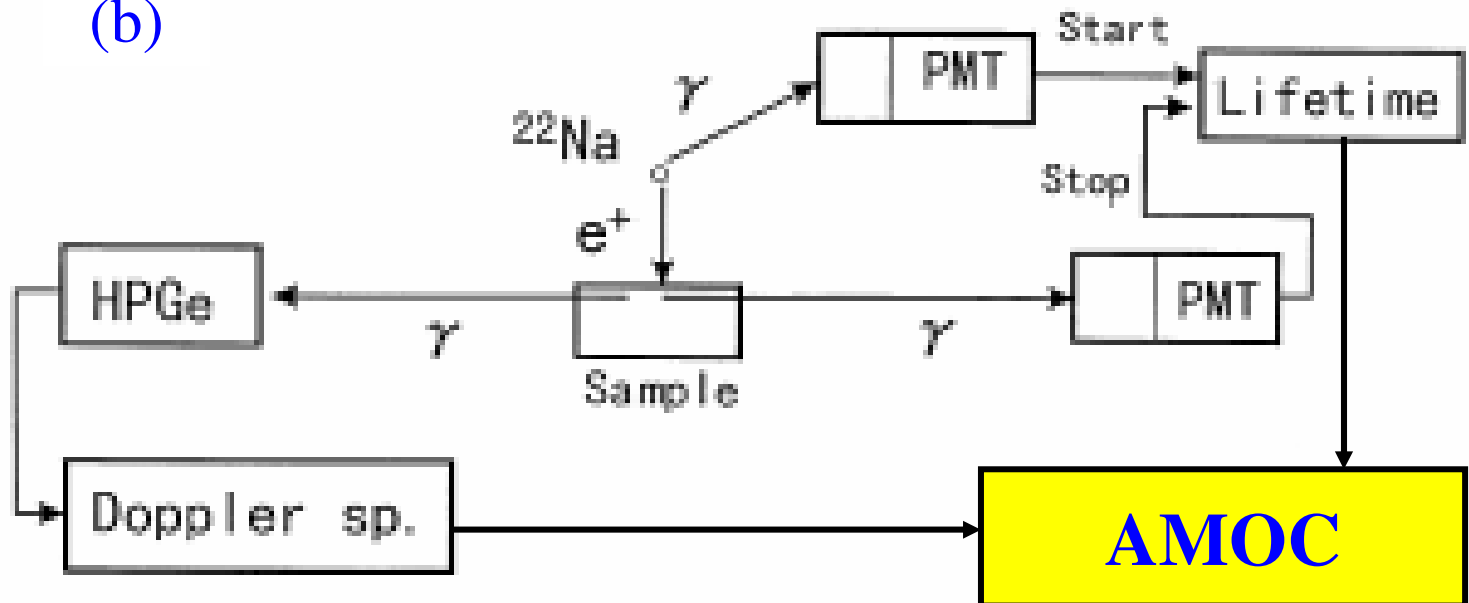 (b)
Start
γ
PMT
Lifetime
²²Na
Stop
e⁺
HPGe
γ
γ
PMT
Sample
Doppler sp.
AMOC